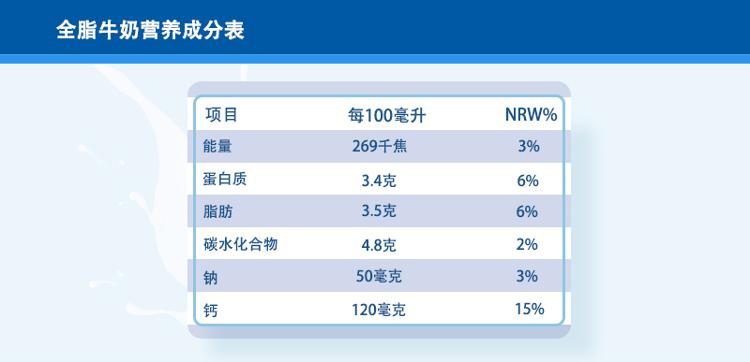 全脂牛奶营养成分表
项目 每100毫升 NRW%
能量 269千焦 3%
蛋白质 3.4克 6%
脂肪 3.5克 6%
碳水化合物 4.8克 2%
钠 50毫克 3%
钙 120毫克 15%